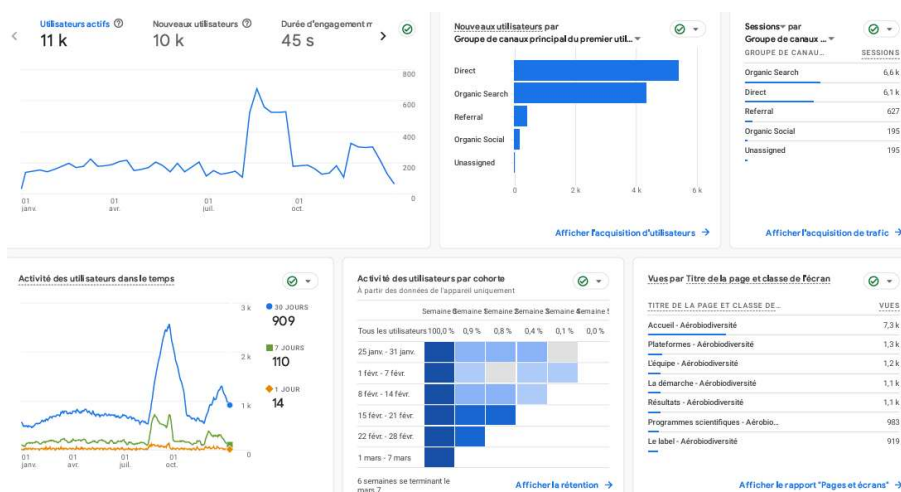 Utilisateurs actifs
11 k
Nouveaux utilisateurs
10 k
Durée d'engagement m
45 s
800
600
400
200
0
01 janv.
01 avr.
01 juil.
01 oct.
Nouveaux utilisateurs par
Groupe de canaux principal du premier util...
Direct
Organic Search
Referral
Organic Social
Unassigned
0 2 k 4 k 6 k
Afficher l'acquisition d'utilisateurs
Sessions par
Groupe de canaux ...
GROUPE DE CANAU... SESSIONS
Organic Search 6,6 k
Direct 6,1 k
Referral 627
Organic Social 195
Unassigned 195
Afficher l'acquisition de trafic
Activité des utilisateurs dans le temps
3 k
2 k
1 k
0
01 janv.
01 avr.
01 juil.
01 oct.
30 JOURS
909
7 JOURS
110
1 JOUR
14
Activité des utilisateurs par cohorte
À partir des données de l'appareil uniquement
Semaine Semaine Semaine Semaine Semaine Semaine
Tous les utilisateurs 100,0 % 0,9 % 0,8 % 0,4 % 0,1 % 0,0 %
25 janv. - 31 janv.
1 févr. - 7 févr.
8 févr. - 14 févr.
15 févr. - 21 févr.
22 févr. - 28 févr.
1 mars - 7 mars
6 semaines se terminant le
mars 7
Afficher la rétention
Vues par Titre de la page et classe de l'écran
TITRE DE LA PAGE ET CLASSE DE... VUES
Accueil - Aérobiodiversité 7,3 k
Plateformes - Aérobiodiversité 1,3 k
L'équipe - Aérobiodiversité 1,2 k
La démarche - Aérobiodiversité 1,1 k
Résultats - Aérobiodiversité 1,1 k
Programmes scientifiques - Aérobio... 983
Le label - Aérobiodiversité 919
Afficher le rapport "Pages et écrans"